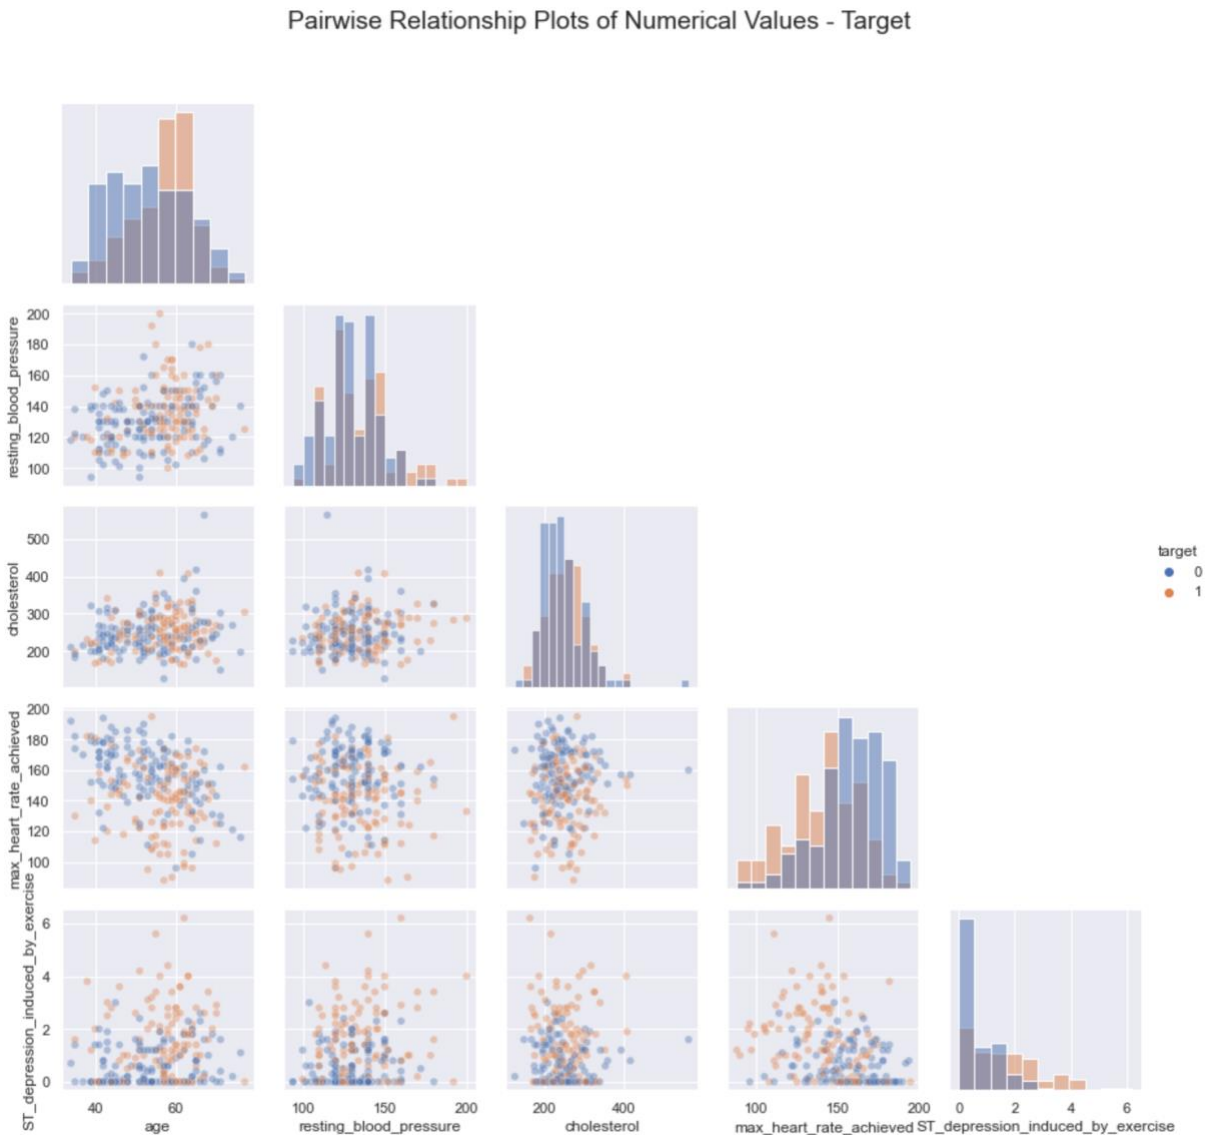 Pairwise Relationship Plots of Numerical Values - Target
resting_blood_pressure
200
180
160
140
120
100
cholesterol
500
400
300
200
target
0
1
max_heart_rate_achieved
200
180
160
140
120
100
ST_depression_induced_by_exercise
6
4
2
0
40 60
100 150 200
200 400
100 150 200
0 2 4 6
age
resting_blood_pressure
cholesterol
max_heart_rate_achieved
ST_depression_induced_by_exercise